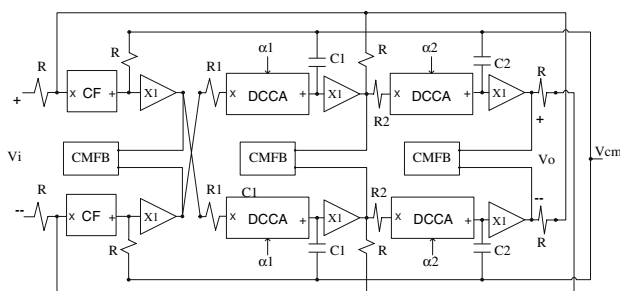 R R R1 α1 C1 R α2 C2 R
+ x CF + X1 x DCCA + X1 R2 x DCCA + X1 +
Vi CMFB CMFB CMFB Vo Vcm
R R1 C1 R2 --
-- x CF + X1 x DCCA + X1 x DCCA + X1
R α1 C1 R α2 C2 R